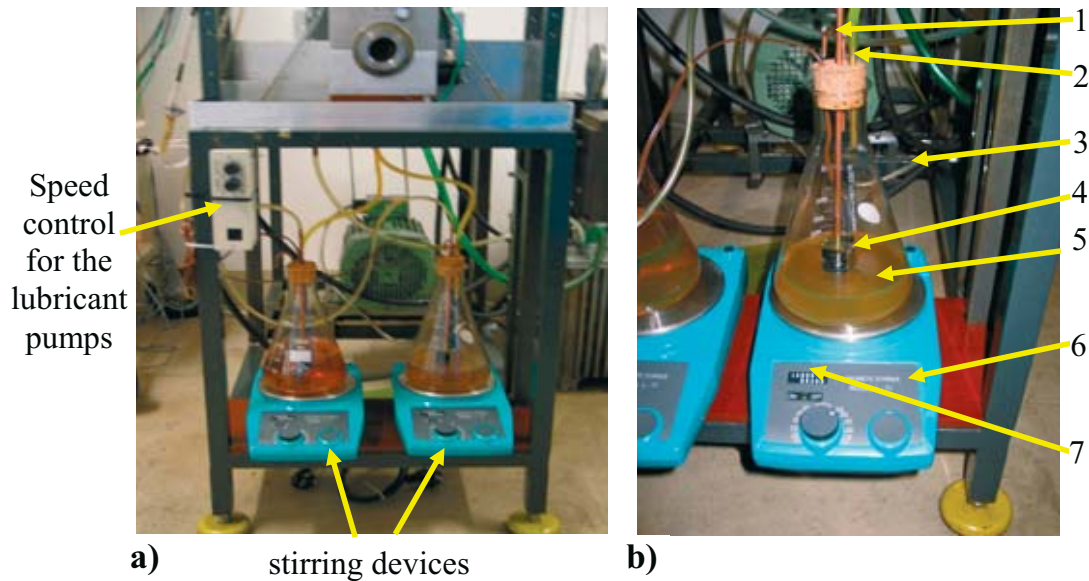 Speed
control
for the
lubricant
pumps
a)
stirring devices
b)
1
2
3
4
5
6
7